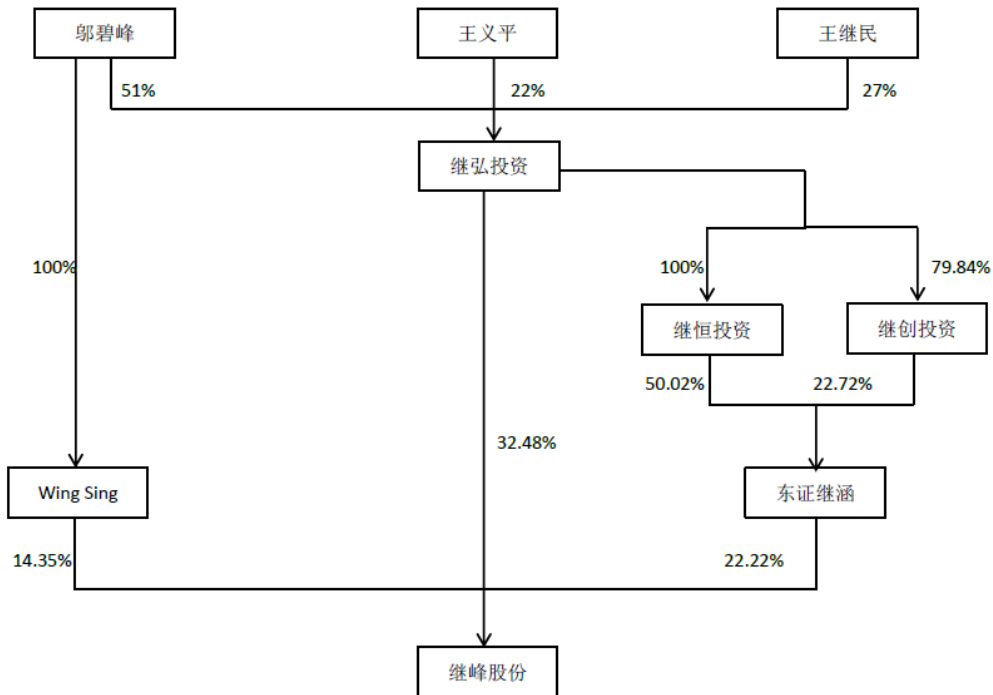 邬碧峰
王义平
王继民
51%
22%
27%
继弘投资
100%
100%
79.84%
继恒投资
继创投资
50.02%
22.72%
32.48%
Wing Sing
东证继涵
14.35%
22.22%
继峰股份